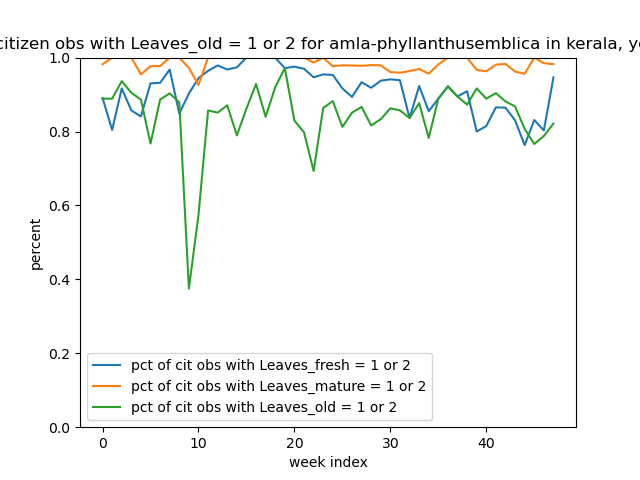 citizen obs with Leaves_old = 1 or 2 for amla-phyllanthusemblica in kerala,
1.0
0.8
0.6
0.4
0.2
0.0
percent
pct of cit obs with Leaves_fresh = 1 or 2
pct of cit obs with Leaves_mature = 1 or 2
pct of cit obs with Leaves_old = 1 or 2
0 10 20 30 40
week index